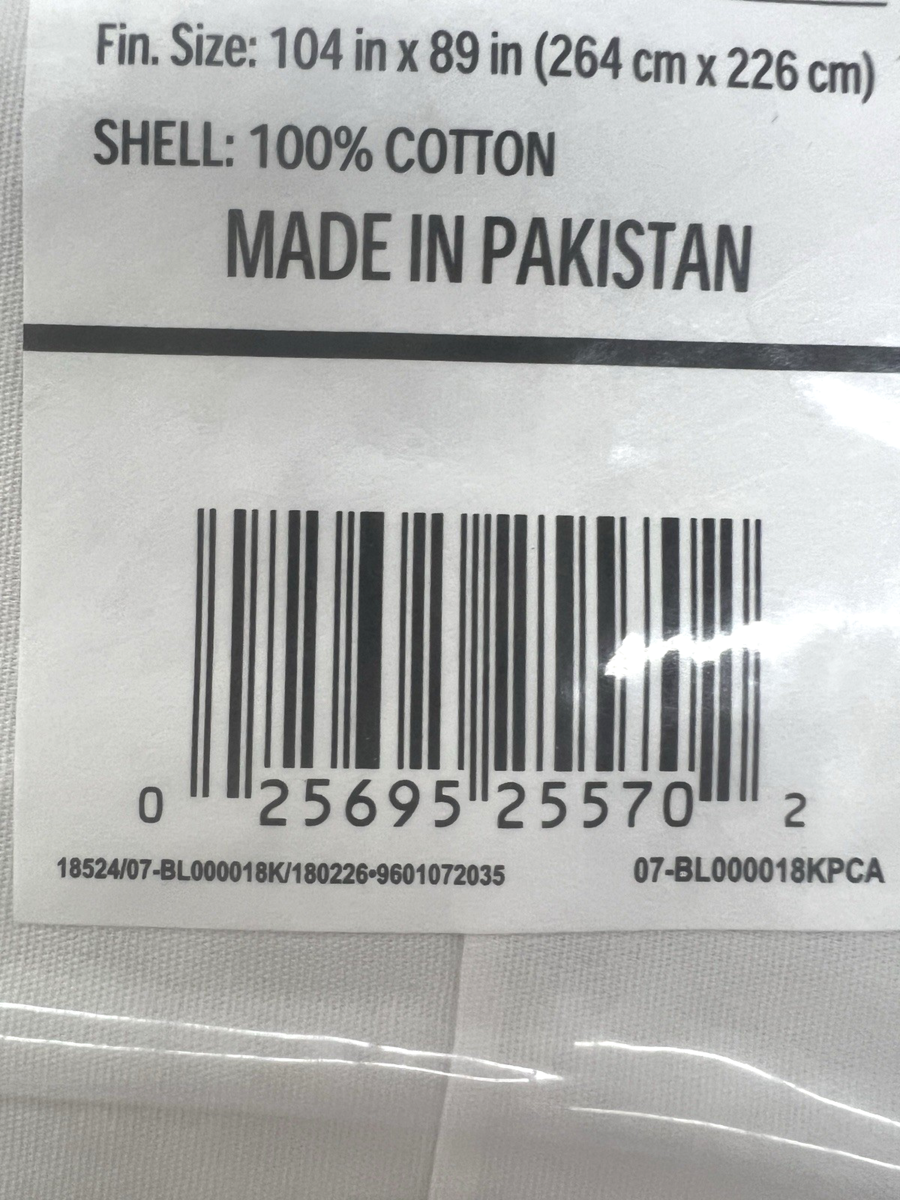 Fin. Size: 104 in x 89 in (264 cm x 226 cm)
SHELL: 100% COTTON
MADE IN PAKISTAN
0 25695 25570 2
18524/07-BL000018K/180226•9601072035
07-BL000018KPCA